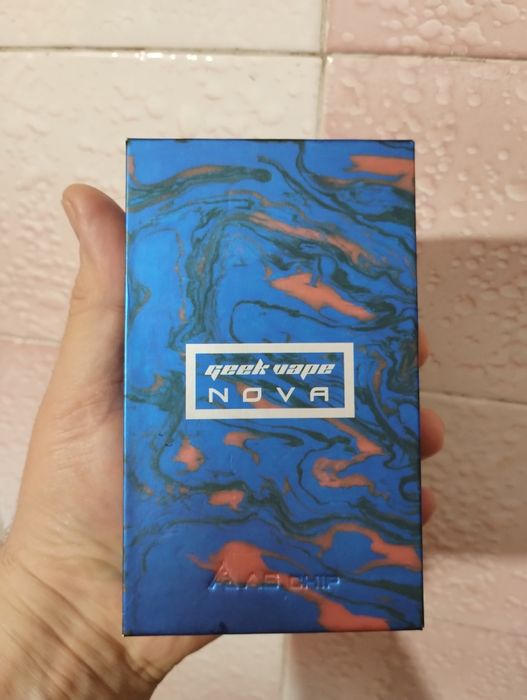 geek vape
NOVA
AS CHIP